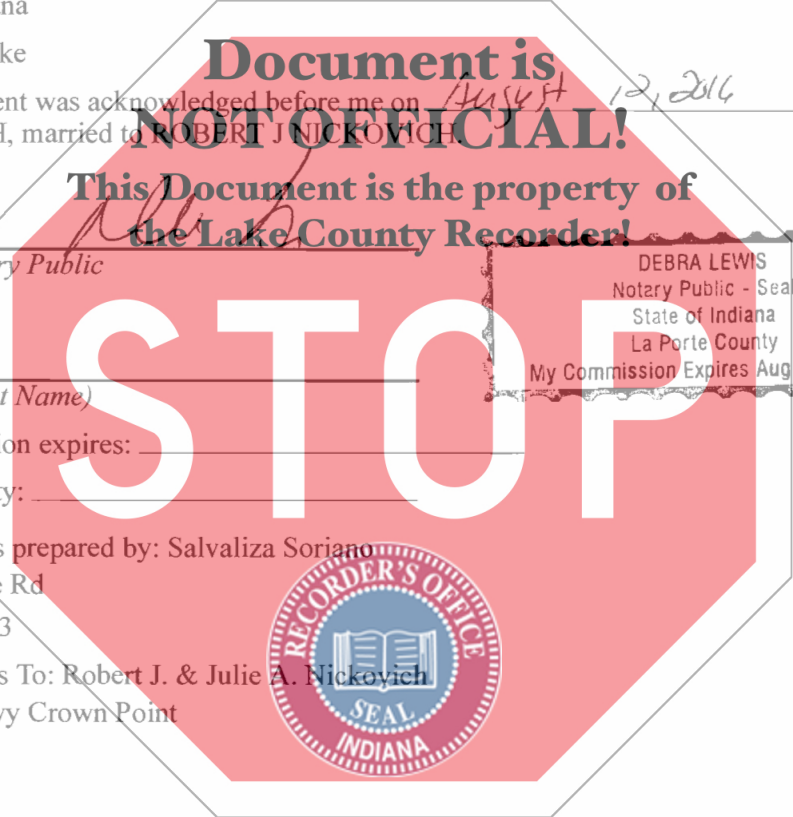 ana
ke
Document is
ent was acknowledged before me on August 12, 2016
H, married to ROBERT J NICKOVICH.
NOT OFFICIAL!
This Document is the property of
the Lake County Recorder!
ry Public
DEBRA LEWIS
Notary Public - Seal
State of Indiana
La Porte County
My Commission Expires Aug
STOP
t Name)
ion expires:
ty:
s prepared by: Salvaliza Soriano
e Rd
3
RECORDER'S OFFICE
s To: Robert J. & Julie A. Nickovich
vy Crown Point
SEAL
INDIANA